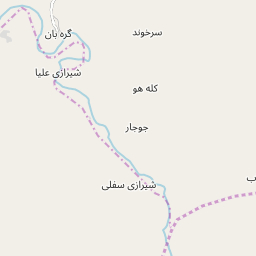 سرخوند
گره بان
شیرازی علیا
کله هو
جوجار
شیرازی سفلی